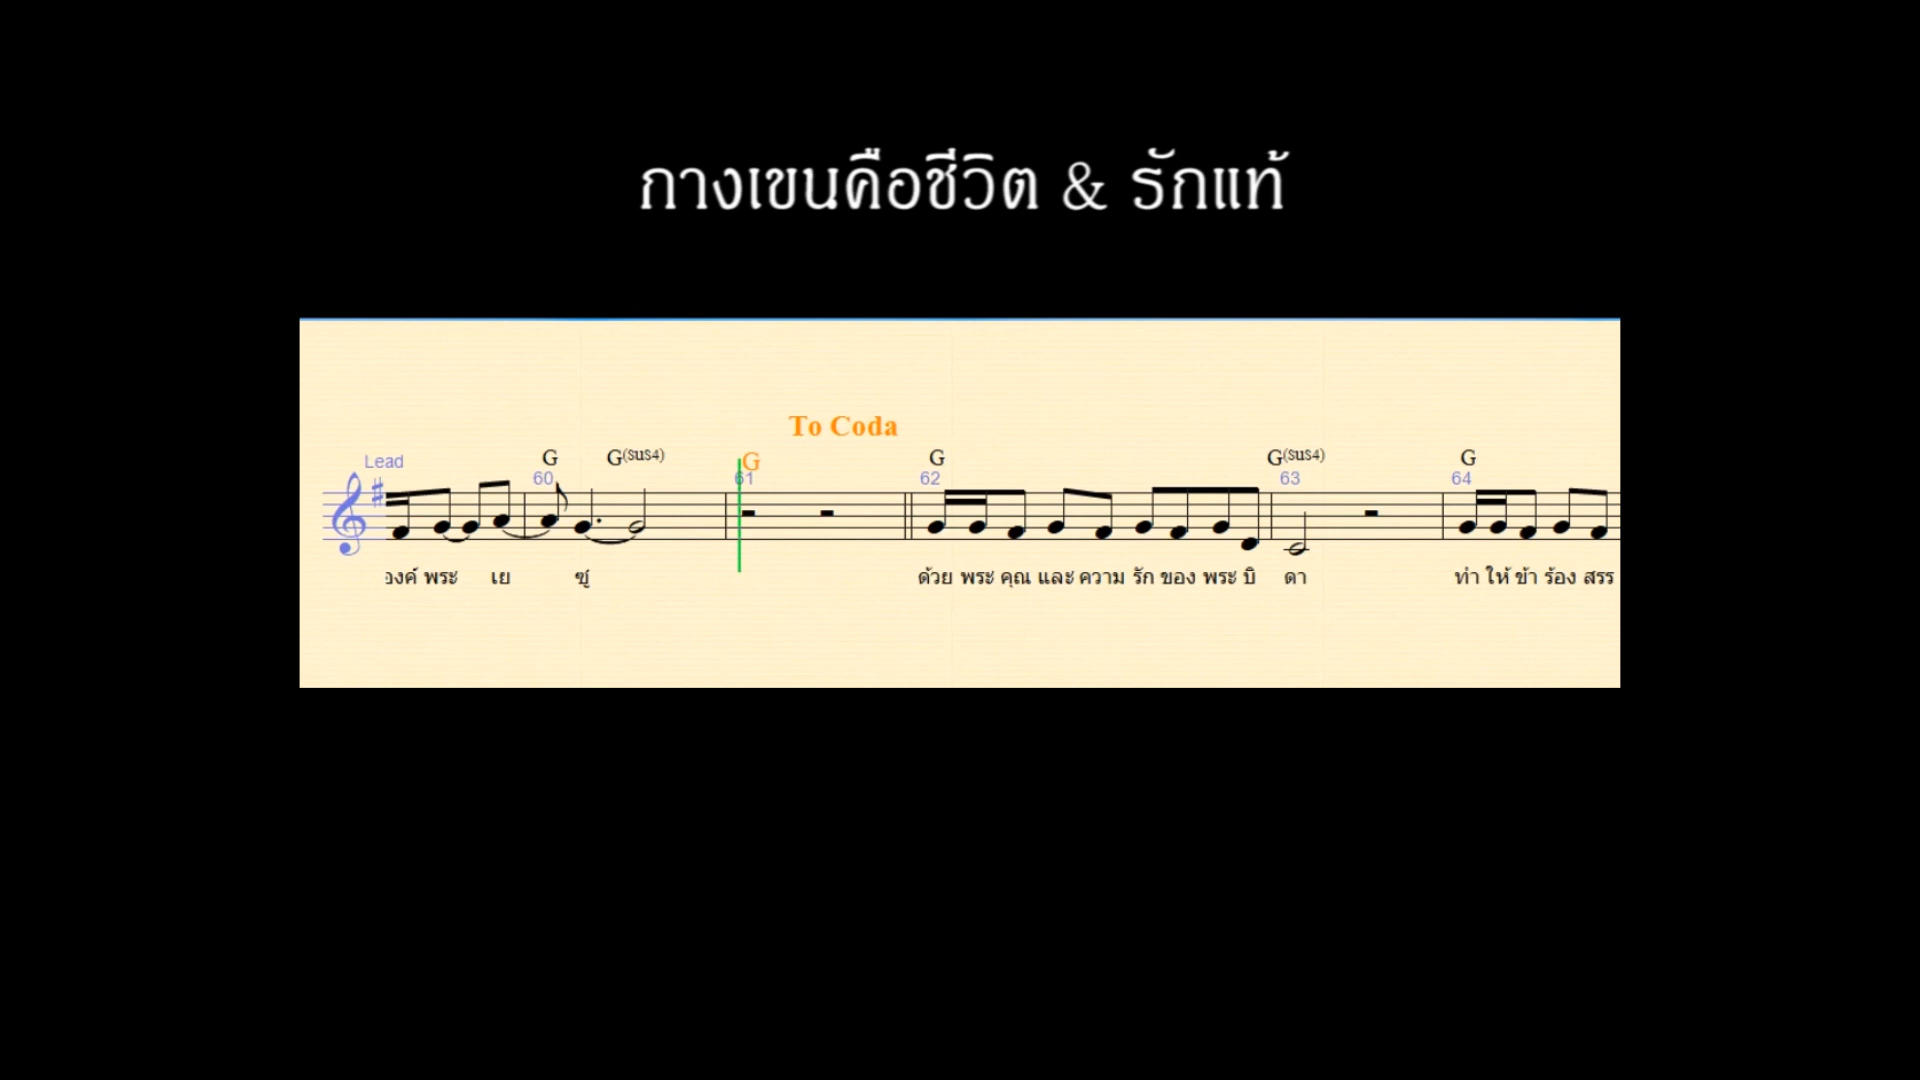 กางเขนคือชีวิต & รักแท้
To Coda
Lead G G(sus4) G G G(sus4) G
60 61 62 63 64
องค์ พระ เย ซู ด้วย พระ คุณ และ ความ รัก ของ พระ บิ ดา ทำ ให้ ข้า ร้อง สรร